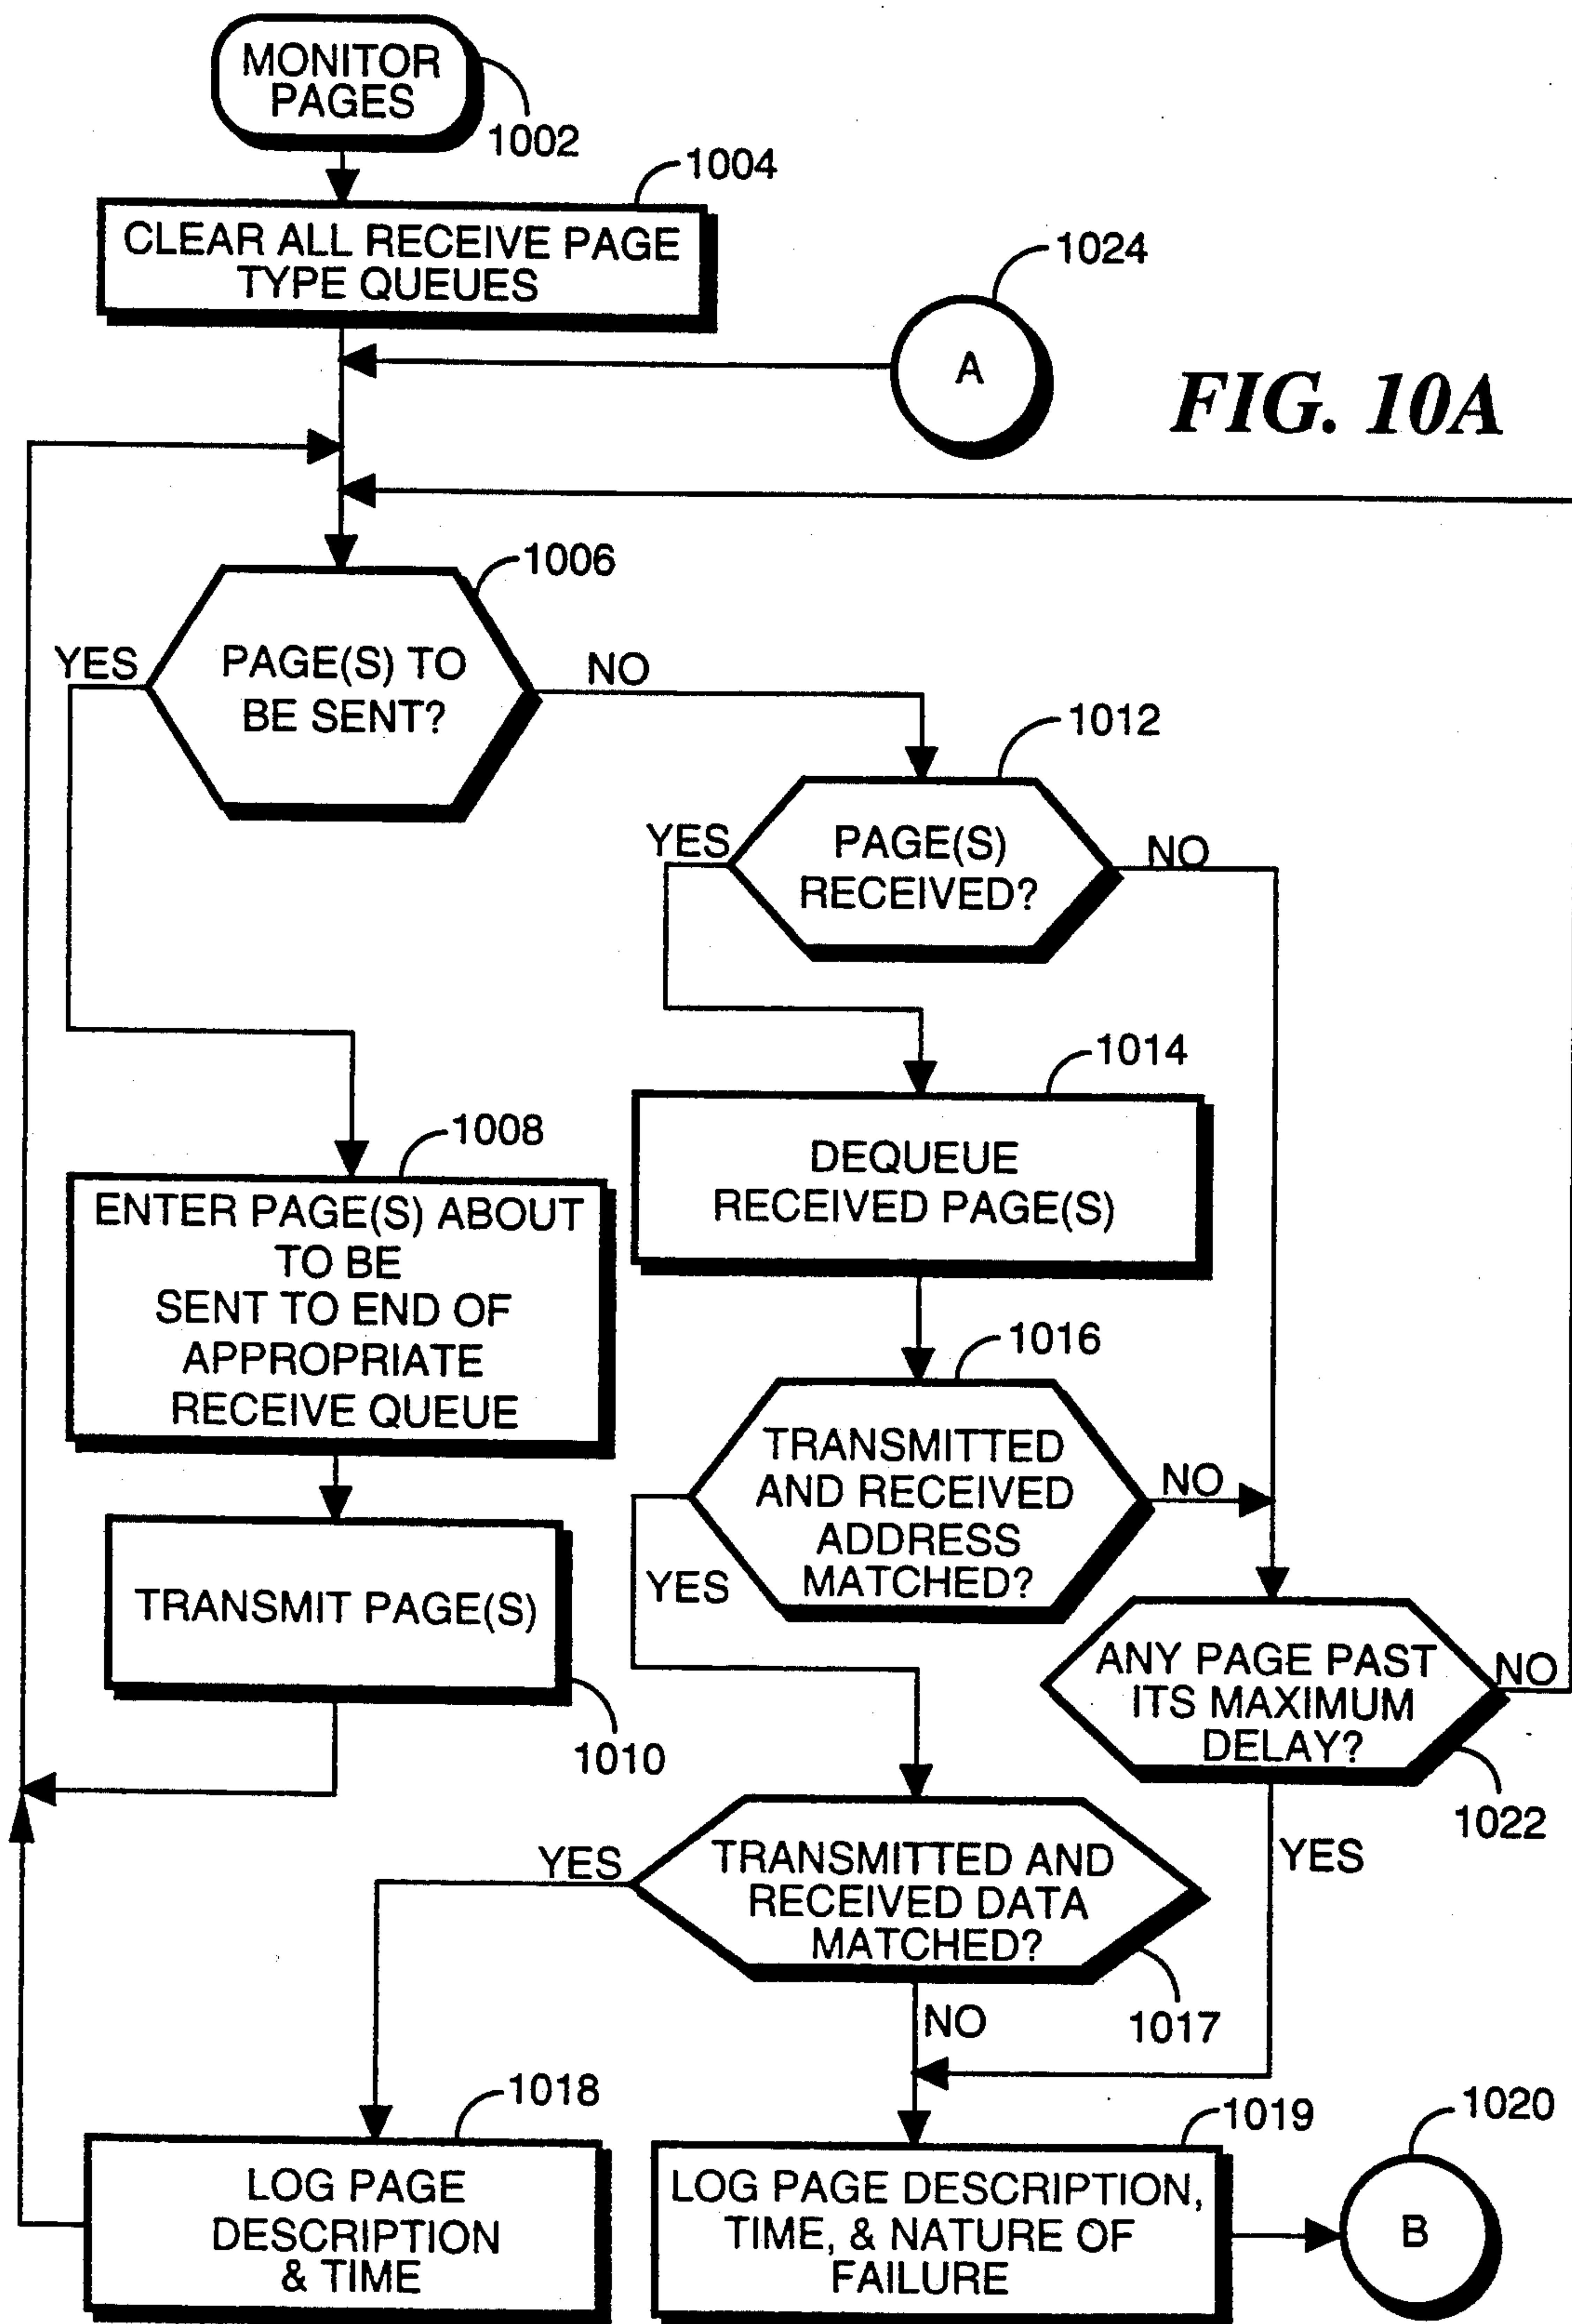 MONITOR
PAGES
1002
1004
CLEAR ALL RECEIVE PAGE
TYPE QUEUES
1024
A
FIG. 10A
1006
YES
PAGE(S) TO
BE SENT?
NO
1012
YES
PAGE(S)
RECEIVED?
NO
1014
DEQUEUE
RECEIVED PAGE(S)
1008
ENTER PAGE(S) ABOUT
TO BE
SENT TO END OF
APPROPRIATE
RECEIVE QUEUE
1016
TRANSMITTED
AND RECEIVED
ADDRESS
MATCHED?
NO
YES
TRANSMIT PAGE(S)
1010
ANY PAGE PAST
ITS MAXIMUM
DELAY?
NO
1022
YES
YES
TRANSMITTED AND
RECEIVED DATA
MATCHED?
1017
NO
1018
LOG PAGE
DESCRIPTION
& TIME
1019
LOG PAGE DESCRIPTION,
TIME, & NATURE OF
FAILURE
1020
B